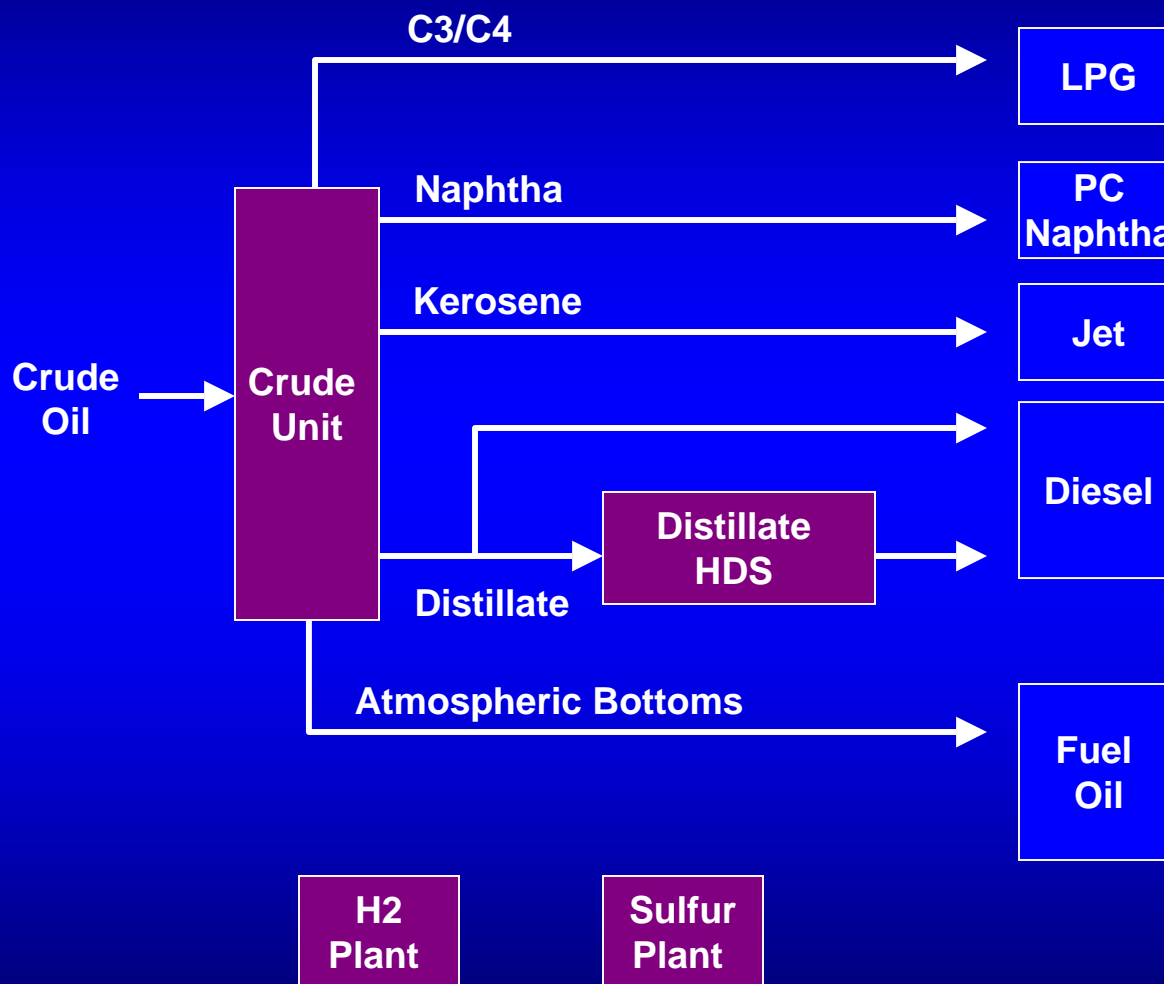 C3/C4
LPG
Naphtha
PC
Naphtha
Kerosene
Jet
Crude
Oil
Crude
Unit
Diesel
Distillate
HDS
Distillate
Atmospheric Bottoms
Fuel
Oil
H2
Plant
Sulfur
Plant